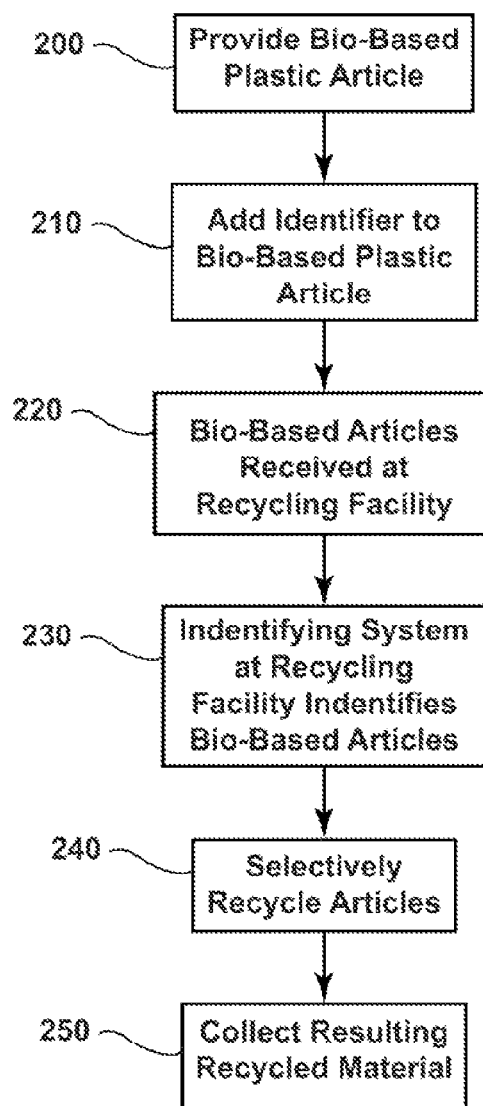 200
Provide Bio-Based
Plastic Article
210
Add Identifier to
Bio-Based Plastic
Article
220
Bio-Based Articles
Received at
Recycling Facility
230
Indentifying System
at Recycling
Facility Indentifies
Bio-Based Articles
240
Selectively
Recycle Articles
250
Collect Resulting
Recycled Material